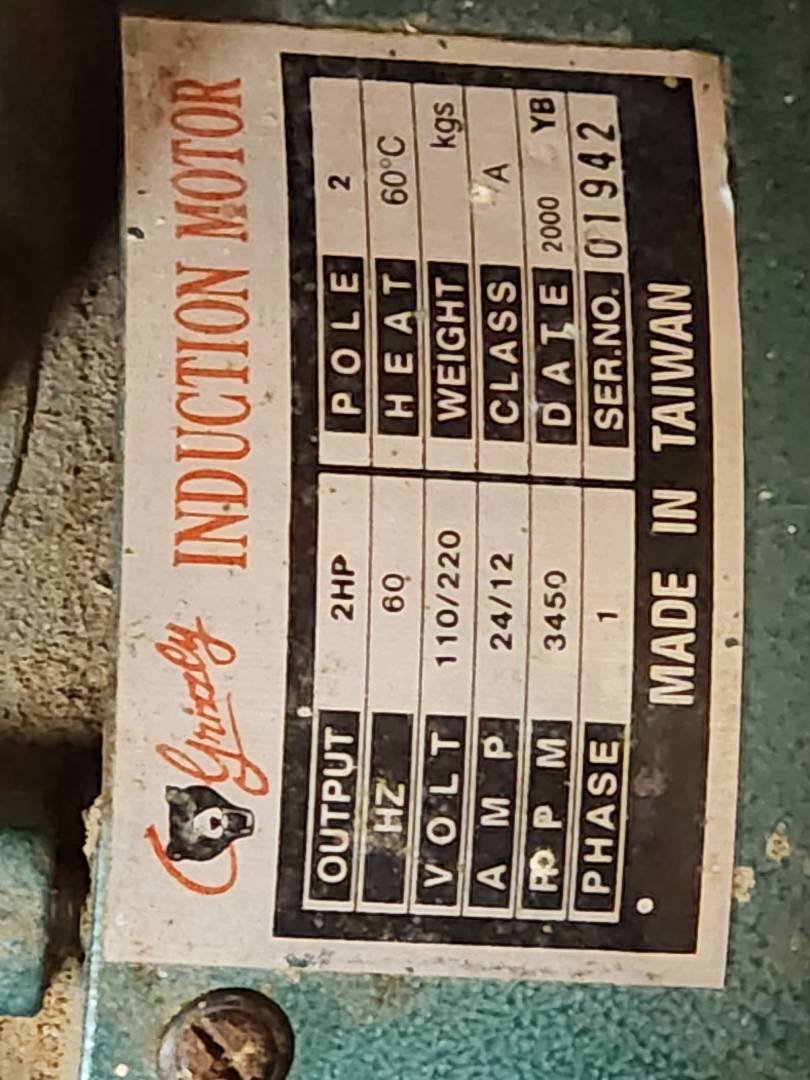 Grizzly INDUCTION MOTOR
OUTPUT 2HP POLE 2
HZ 60 HEAT 60°C
VOLT 110/220 WEIGHT kgs
AMP 24/12 CLASS A
RPM 3450 DATE 2000 YB
PHASE 1 SER.NO. 01942
MADE IN TAIWAN